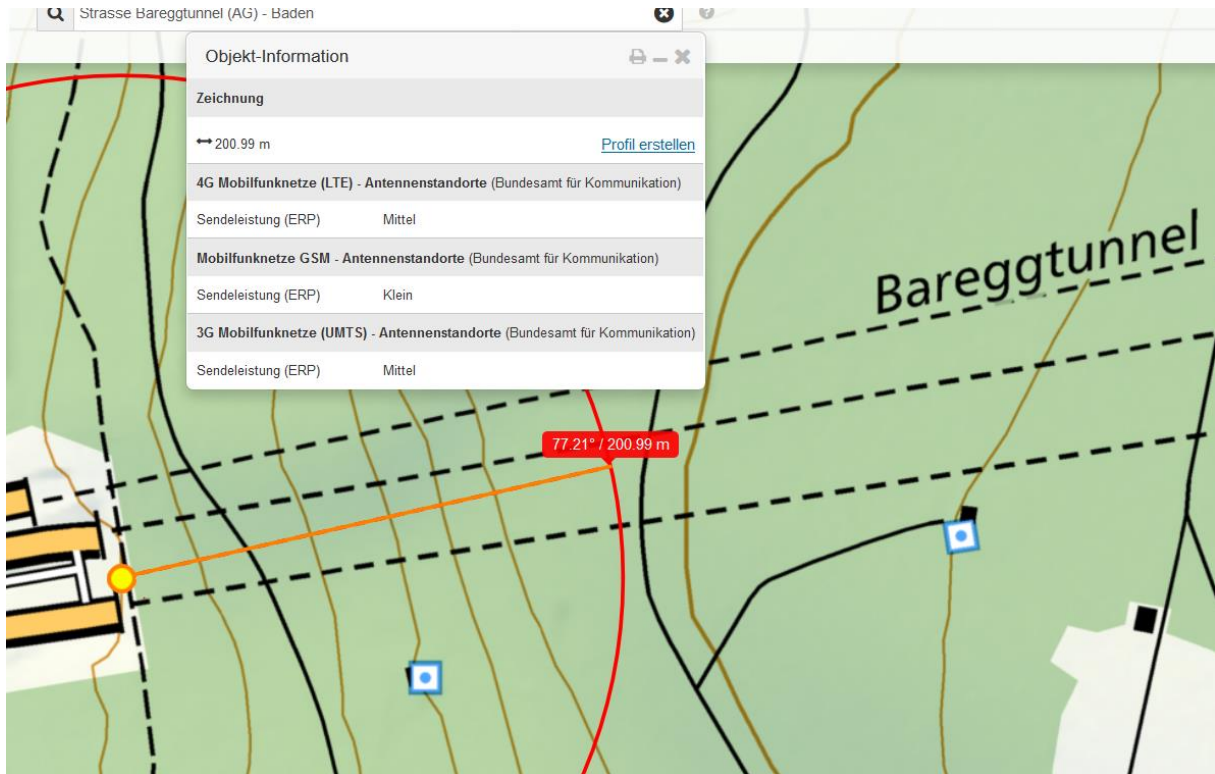 Strasse Bareggtunnel (AG) - Baden
Objekt-Information
Zeichnung
200.99 m Profil erstellen
4G Mobilfunknetze (LTE) - Antennenstandorte (Bundesamt für Kommunikation)
Sendeleistung (ERP) Mittel
Mobilfunknetze GSM - Antennenstandorte (Bundesamt für Kommunikation)
Sendeleistung (ERP) Klein
3G Mobilfunknetze (UMTS) - Antennenstandorte (Bundesamt für Kommunikation)
Sendeleistung (ERP) Mittel
Bareggtunnel
77.21° / 200.99 m